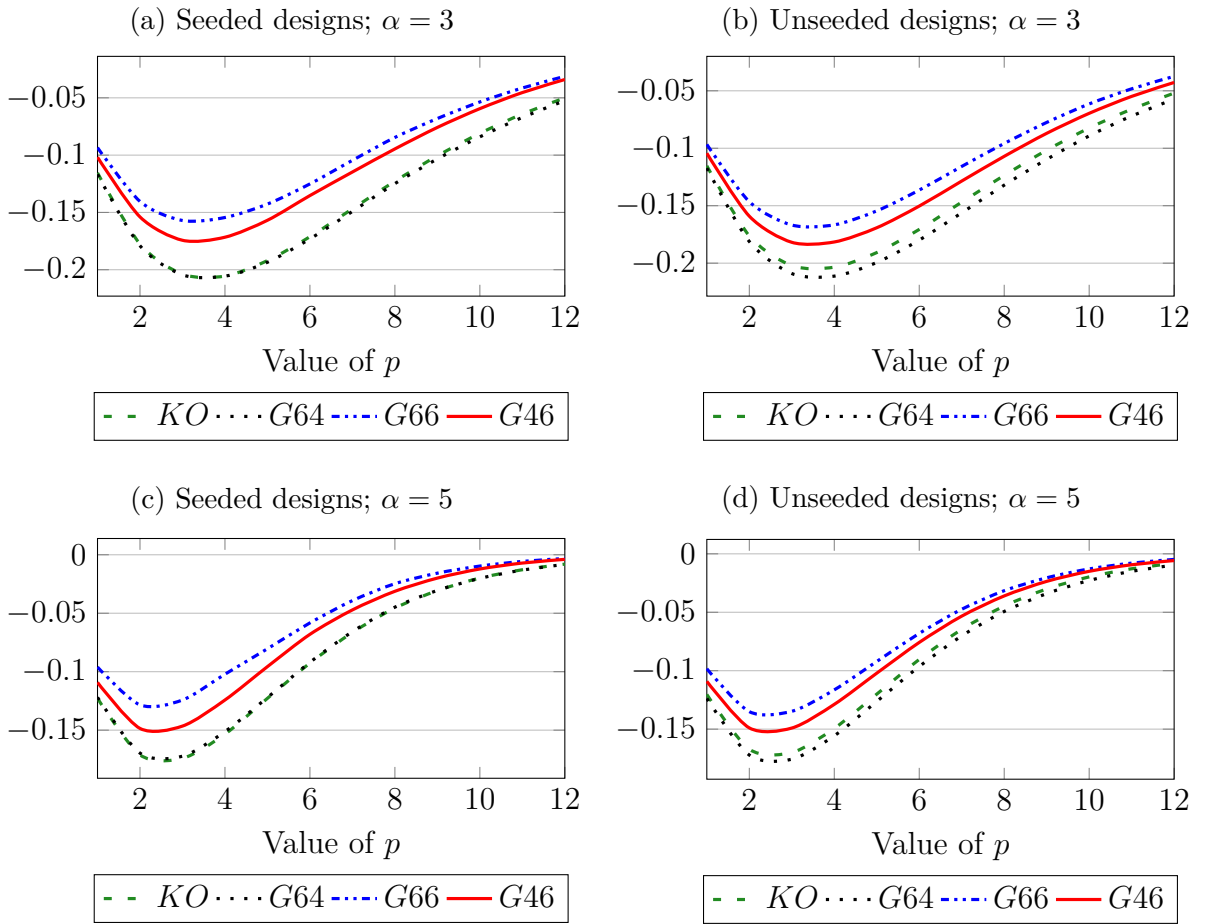 (a) Seeded designs; α = 3
−0.05
−0.1
−0.15
−0.2
2 4 6 8 10 12
Value of p
KO G64 G66 G46
(b) Unseeded designs; α = 3
−0.05
−0.1
−0.15
−0.2
2 4 6 8 10 12
Value of p
KO G64 G66 G46
(c) Seeded designs; α = 5
0
−0.05
−0.1
−0.15
2 4 6 8 10 12
Value of p
KO G64 G66 G46
(d) Unseeded designs; α = 5
0
−0.05
−0.1
−0.15
2 4 6 8 10 12
Value of p
KO G64 G66 G46